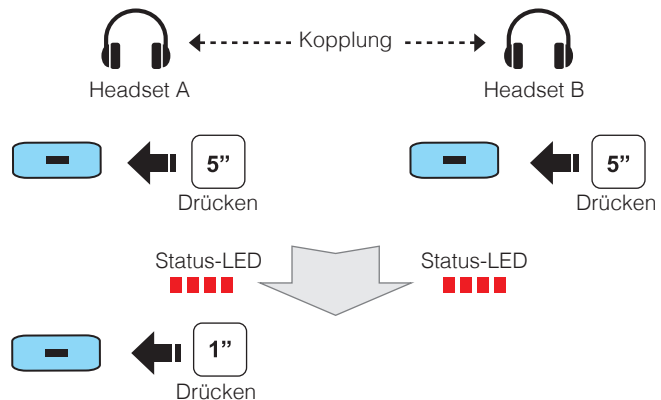 Kopplung
Headset A Headset B
5” 5”
Drücken Drücken
Status-LED Status-LED
1”
Drücken